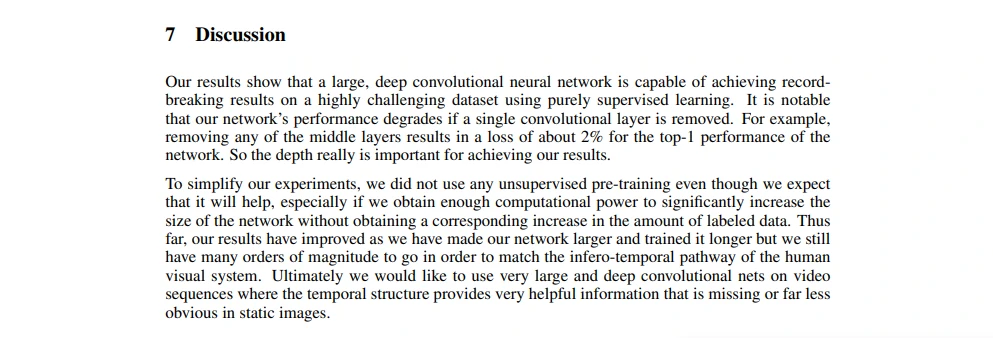 7 Discussion
Our results show that a large, deep convolutional neural network is capable of achieving record-
breaking results on a highly challenging dataset using purely supervised learning. It is notable
that our network's performance degrades if a single convolutional layer is removed. For example,
removing any of the middle layers results in a loss of about 2% for the top-1 performance of the
network. So the depth really is important for achieving our results.
To simplify our experiments, we did not use any unsupervised pre-training even though we expect
that it will help, especially if we obtain enough computational power to significantly increase the
size of the network without obtaining a corresponding increase in the amount of labeled data. Thus
far, our results have improved as we have made our network larger and trained it longer but we still
have many orders of magnitude to go in order to match the infero-temporal pathway of the human
visual system. Ultimately we would like to use very large and deep convolutional nets on video
sequences where the temporal structure provides very helpful information that is missing or far less
obvious in static images.